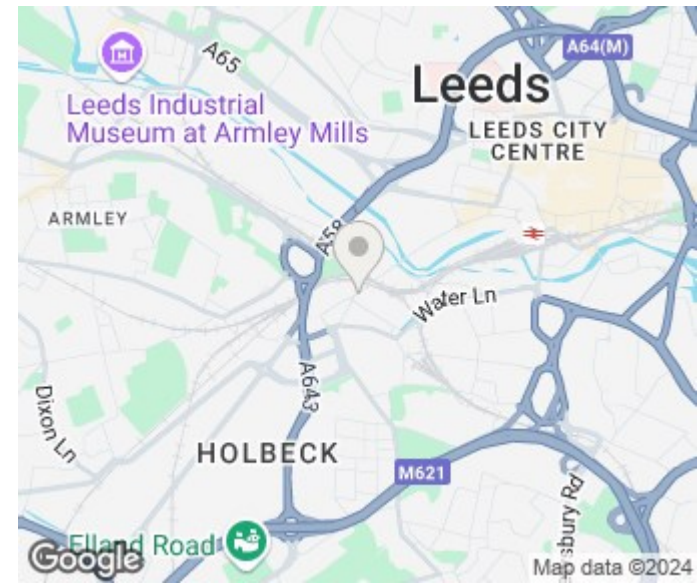 A65
A64(M)
Leeds Industrial
Museum at Armley Mills
Leeds
LEEDS CITY
CENTRE
ARMLEY
A58
Water Ln
A643
Dixon Ln
HOLBECK
M621
Elland Road
Google
Map data ©2024